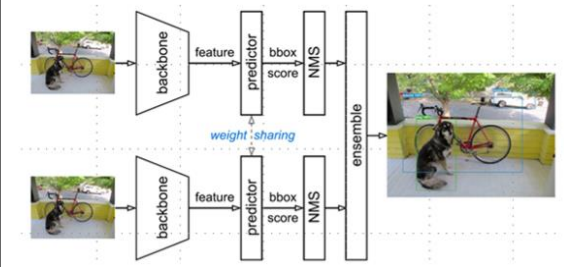 backbone
feature
predictor
bbox
score
NMS
ensemble
weight sharing
backbone
feature
predictor
bbox
score
NMS